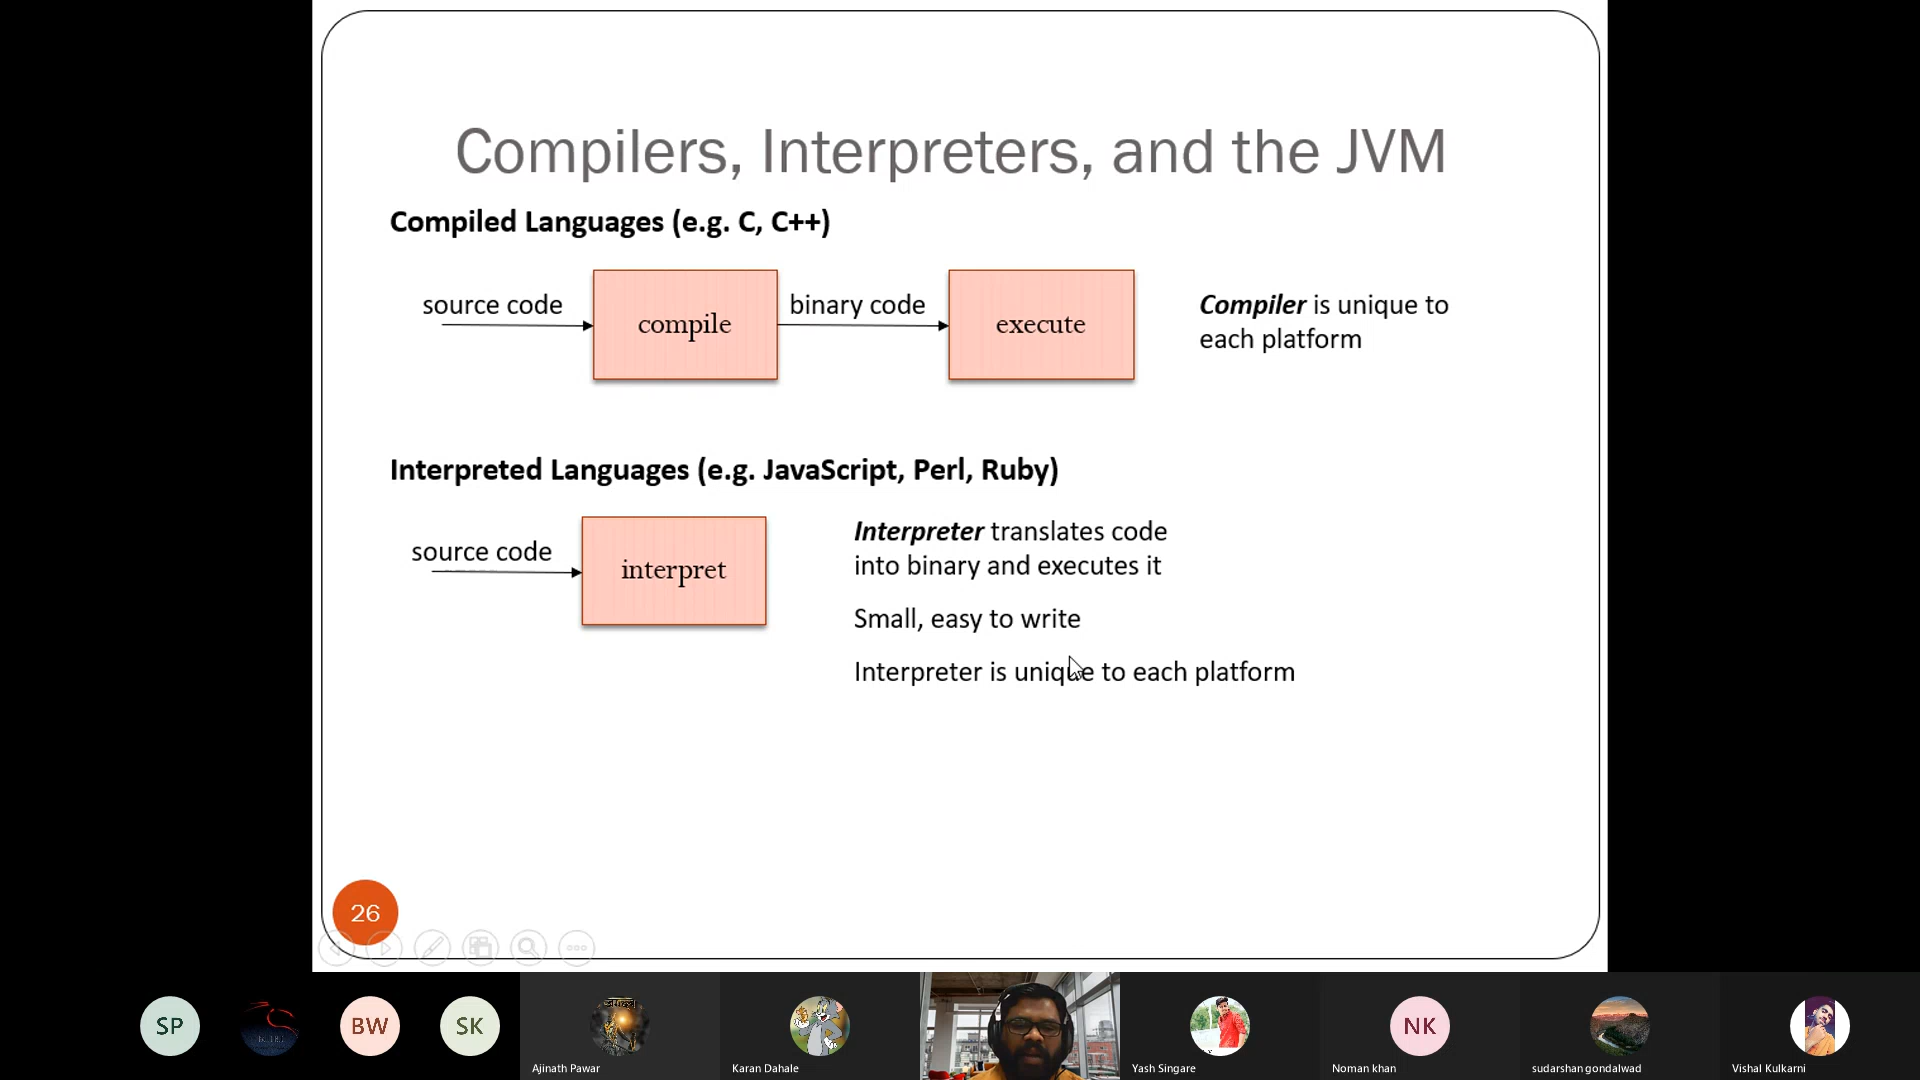 Compilers, Interpreters, and the JVM
Compiled Languages (e.g. C, C++)
source code
compile
binary code
execute
Compiler is unique to
each platform
Interpreted Languages (e.g. JavaScript, Perl, Ruby)
source code
interpret
Interpreter translates code
into binary and executes it
Small, easy to write
Interpreter is unique to each platform
26
SP
BW
SK
Ajinath Pawar
Karan Dahale
Yash Singare
NK
Noman khan
sudarshan gondalwad
Vishal Kulkarni